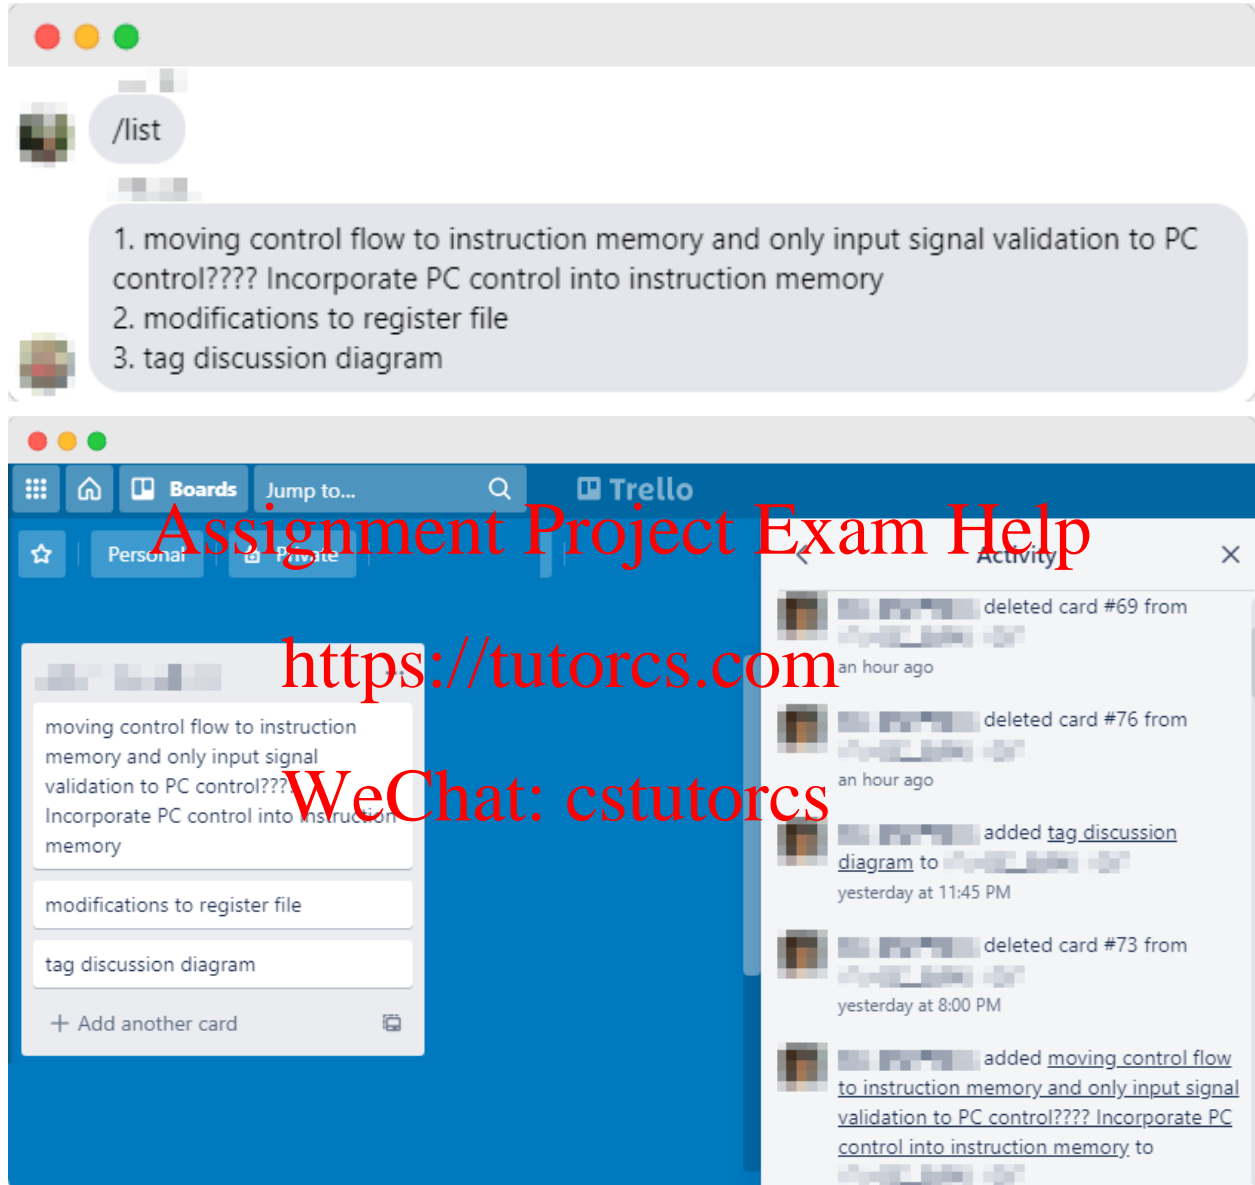 /list
1. moving control flow to instruction memory and only input signal validation to PC
control???? Incorporate PC control into instruction memory
2. modifications to register file
3. tag discussion diagram
Boards
Jump to...
Trello
Assignment Project Exam Help
Personal
Private
Activity
https://tutorcs.com
WeChat: cstutorcs
moving control flow to instruction
memory and only input signal
validation to PC control????
Incorporate PC control into instruction
memory
modifications to register file
tag discussion diagram
+ Add another card
deleted card #69 from
an hour ago
deleted card #76 from
an hour ago
added tag discussion
diagram to
yesterday at 11:45 PM
deleted card #73 from
yesterday at 8:00 PM
added moving control flow
to instruction memory and only input signal
validation to PC control???? Incorporate PC
control into instruction memory to